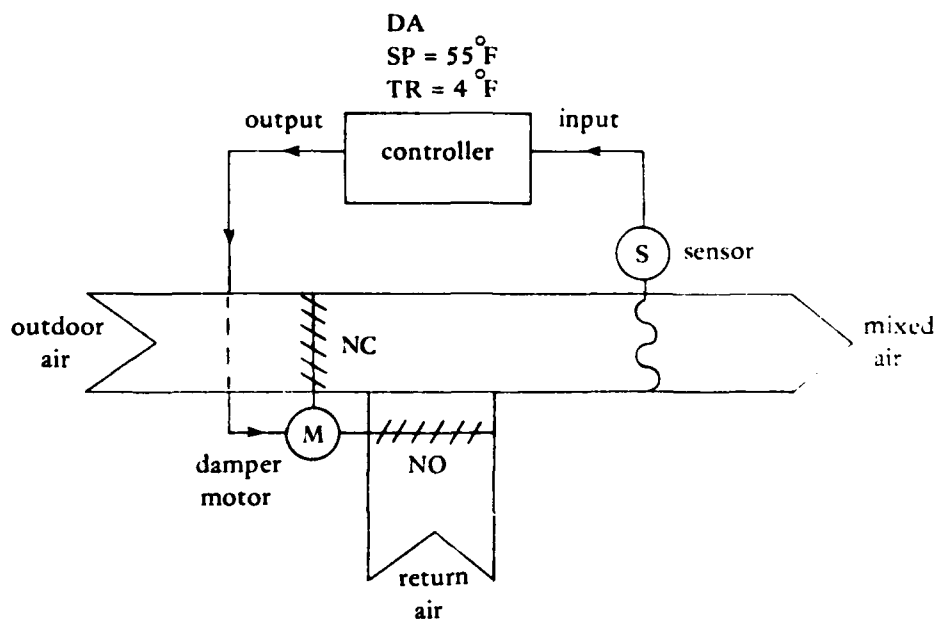 DA
SP = 55°F
TR = 4°F
output
controller
input
S
sensor
outdoor
air
NC
mixed
air
M
damper
motor
NO
return
air